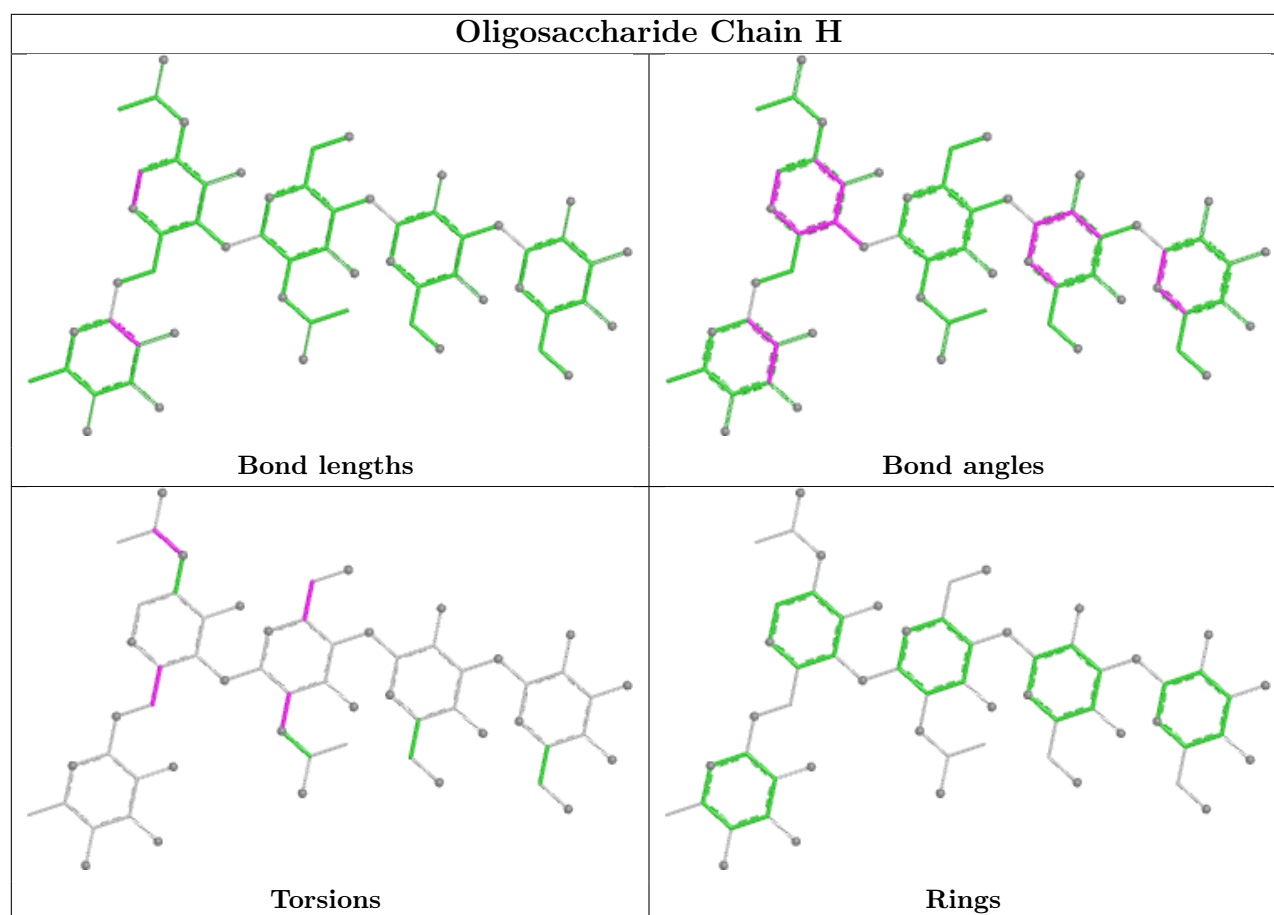 Oligosaccharide Chain H
Bond lengths
Bond angles
Torsions
Rings